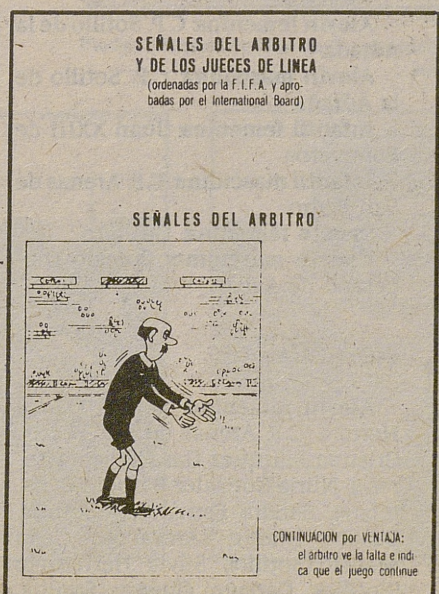 SEÑALES DEL ARBITRO
Y DE LOS JUECES DE LINEA
(ordenadas por la F.I.F.A. y apro-
badas por el International Board)
SEÑALES DEL ARBITRO
CONTINUACION por VENTAJA:
el arbitro ve la falta e indi-
ca que el juego continue